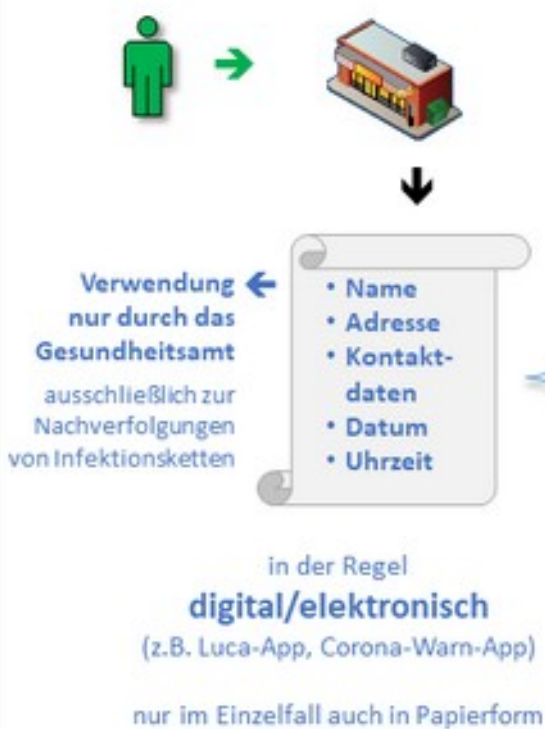 Verwendung
nur durch das
Gesundheitsamt
ausschließlich zur
Nachverfolgungen
von Infektionsketten
• Name
• Adresse
• Kontakt-
daten
• Datum
• Uhrzeit
in der Regel
digital/elektronisch
(z.B. Luca-App, Corona-Warn-App)
nur im Einzelfall auch in Papierform